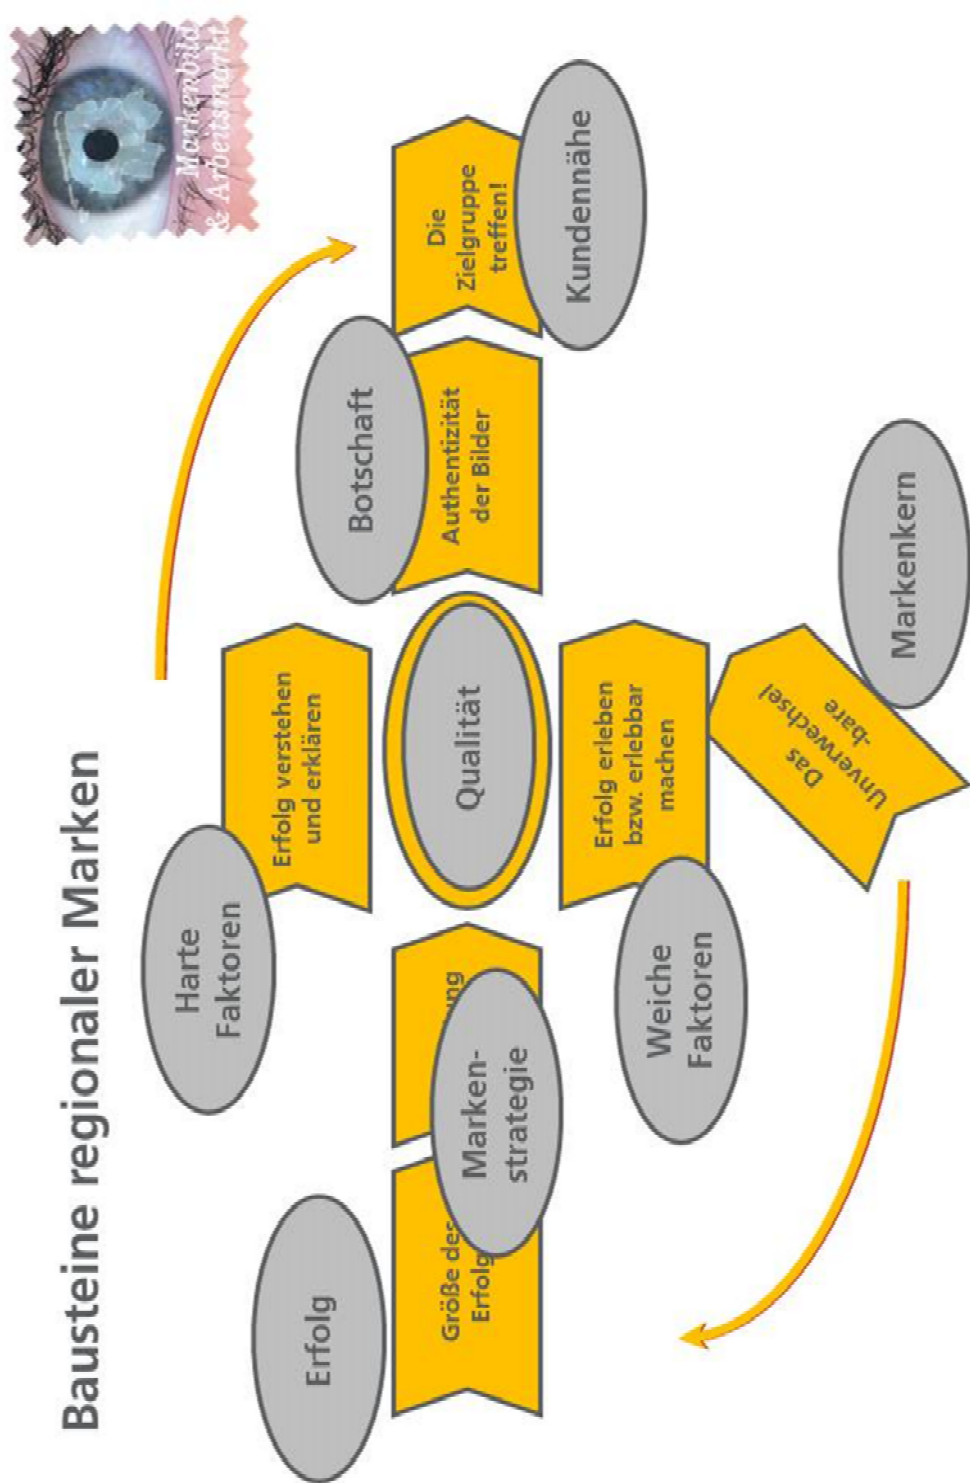 Bausteine regionaler Marken
Markenbild
& Arbeitsmarkt
Harte
Faktoren
Erfolg verstehen
und erklären
Erfolg
Größe des
Erfolg
Marken-
strategie
Qualität
Botschaft
Authentizität
der Bilder
Die
Zielgruppe
treffen!
Kundennähe
Weiche
Faktoren
Erfolg erleben
bzw. erlebbar
machen
Das
Unverwechsel
-bare
Markenkern